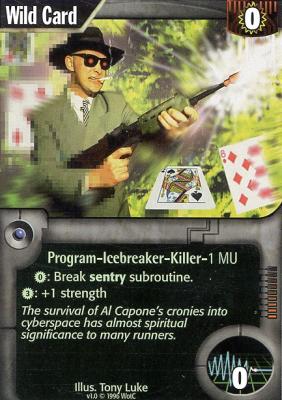 Wild Card
0
Program-Icebreaker-Killer-1 MU
0: Break sentry subroutine.
3: +1 strength
The survival of Al Capone's cronies into
cyberspace has almost spiritual
significance to many runners.
0
Illus. Tony Luke
v1.0 © 1996 WotC